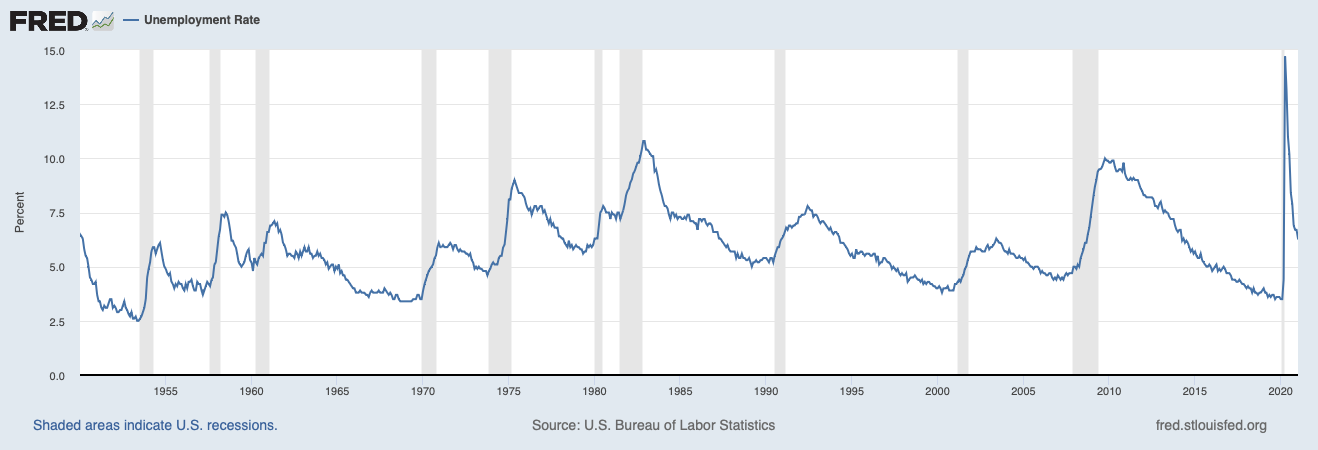 FRED Unemployment Rate
15.0
12.5
10.0
7.5
5.0
2.5
0.0
Percent
1955 1960 1965 1970 1975 1980 1985 1990 1995 2000 2005 2010 2015 2020
Shaded areas indicate U.S. recessions. Source: U.S. Bureau of Labor Statistics fred.stlouisfed.org